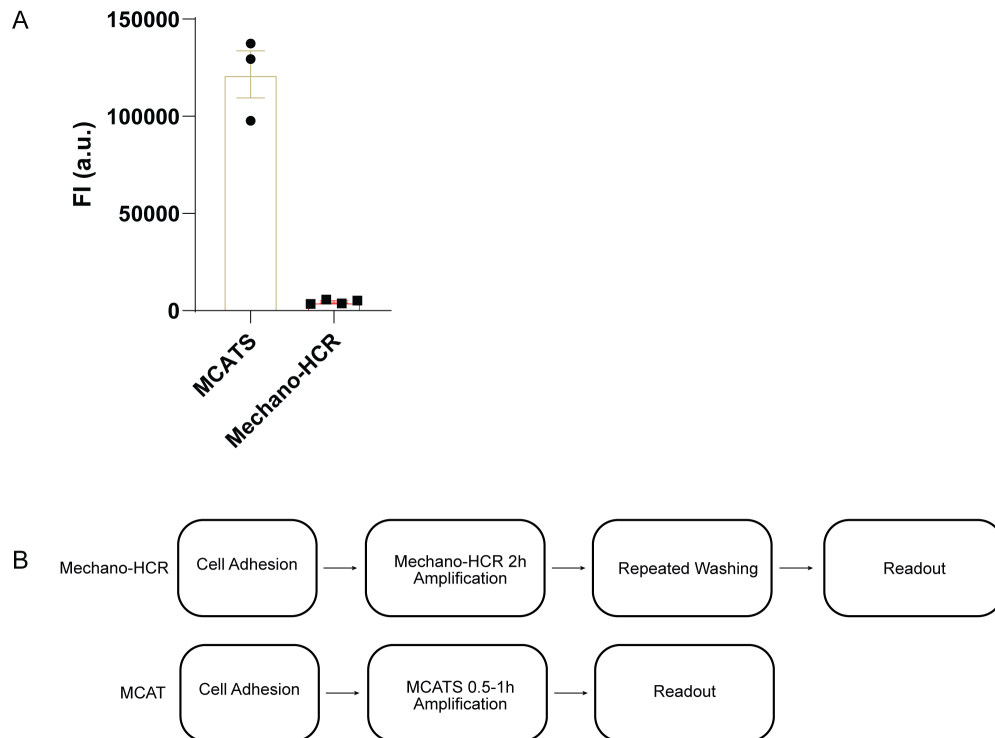 A
150000
100000
50000
0
FI (a.u.)
MCATS
Mechano-HCR
B
Mechano-HCR
Cell Adhesion
Mechano-HCR 2h
Amplification
Repeated Washing
Readout
MCAT
Cell Adhesion
MCATS 0.5-1h
Amplification
Readout